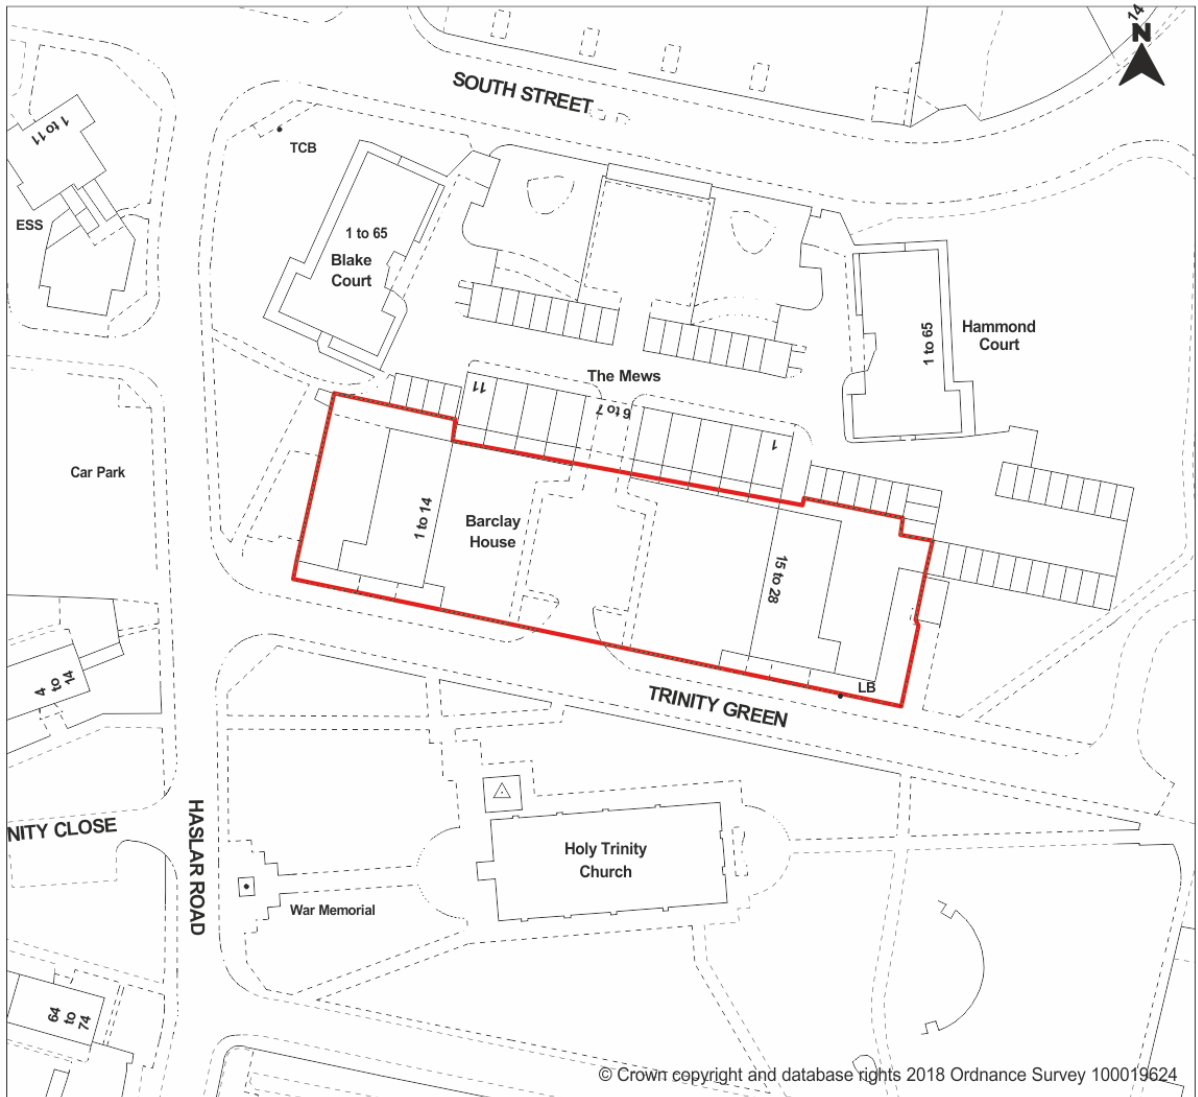 14
N
SOUTH STREET
1 to 11
TCB
ESS
1 to 65
Blake
Court
Hammond
Court
1 to 65
The Mews
11
6 to 7
1
Car Park
1 to 14
Barclay
House
15 to 28
LB
TRINITY GREEN
4
to
14
NITY CLOSE
HASLAR ROAD
Holy Trinity
Church
War Memorial
64
to
74
© Crown copyright and database rights 2018 Ordnance Survey 100019624